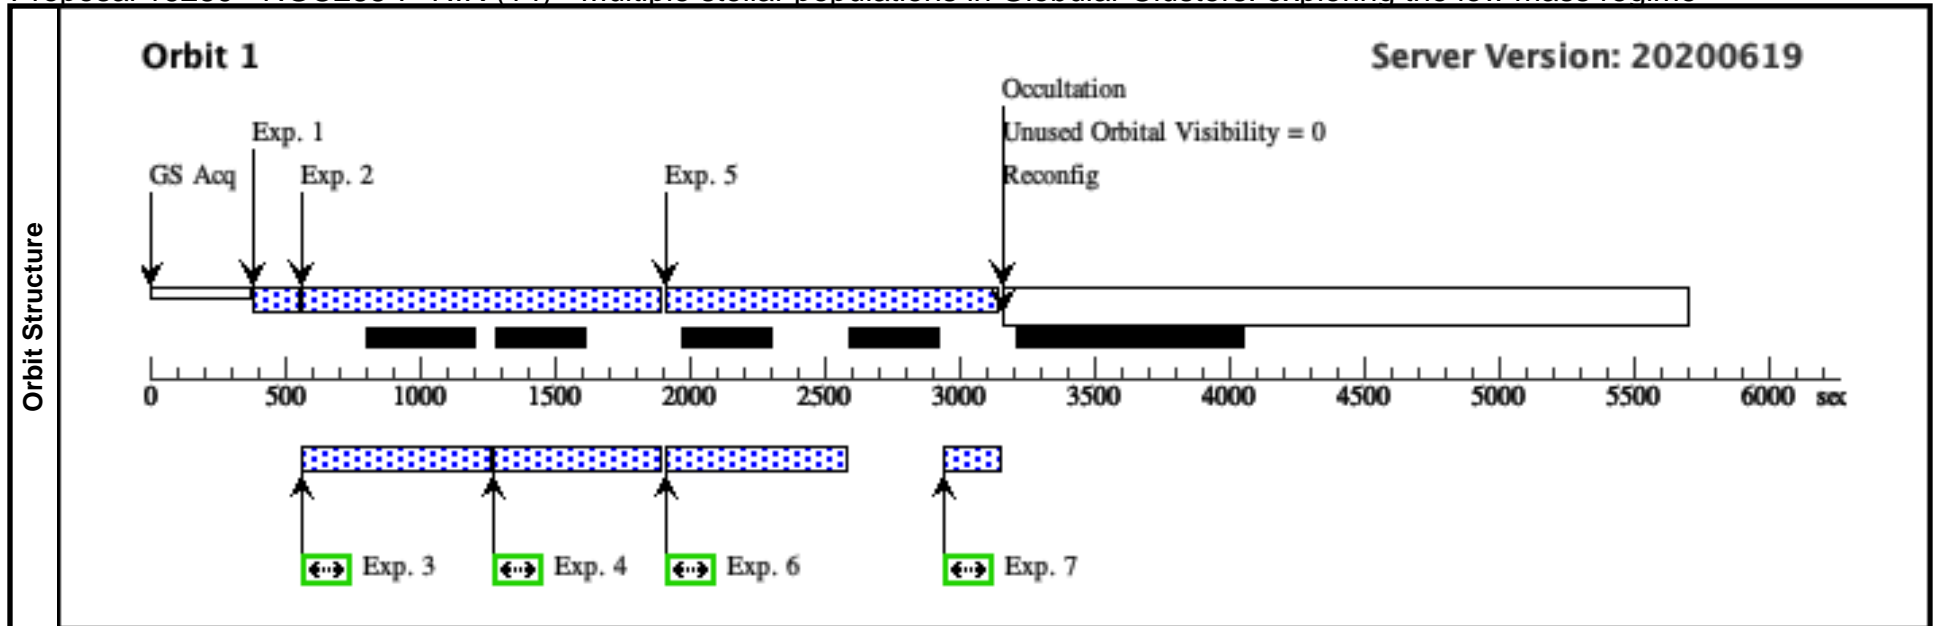 Orbit 1
Server Version: 20200619
Occultation
Exp. 1
Unused Orbital Visibility = 0
GS Acq
Exp. 2
Exp. 5
Reconfig
Orbit Structure
0 500 1000 1500 2000 2500 3000 3500 4000 4500 5000 5500 6000 sec
Exp. 3
Exp. 4
Exp. 6
Exp. 7